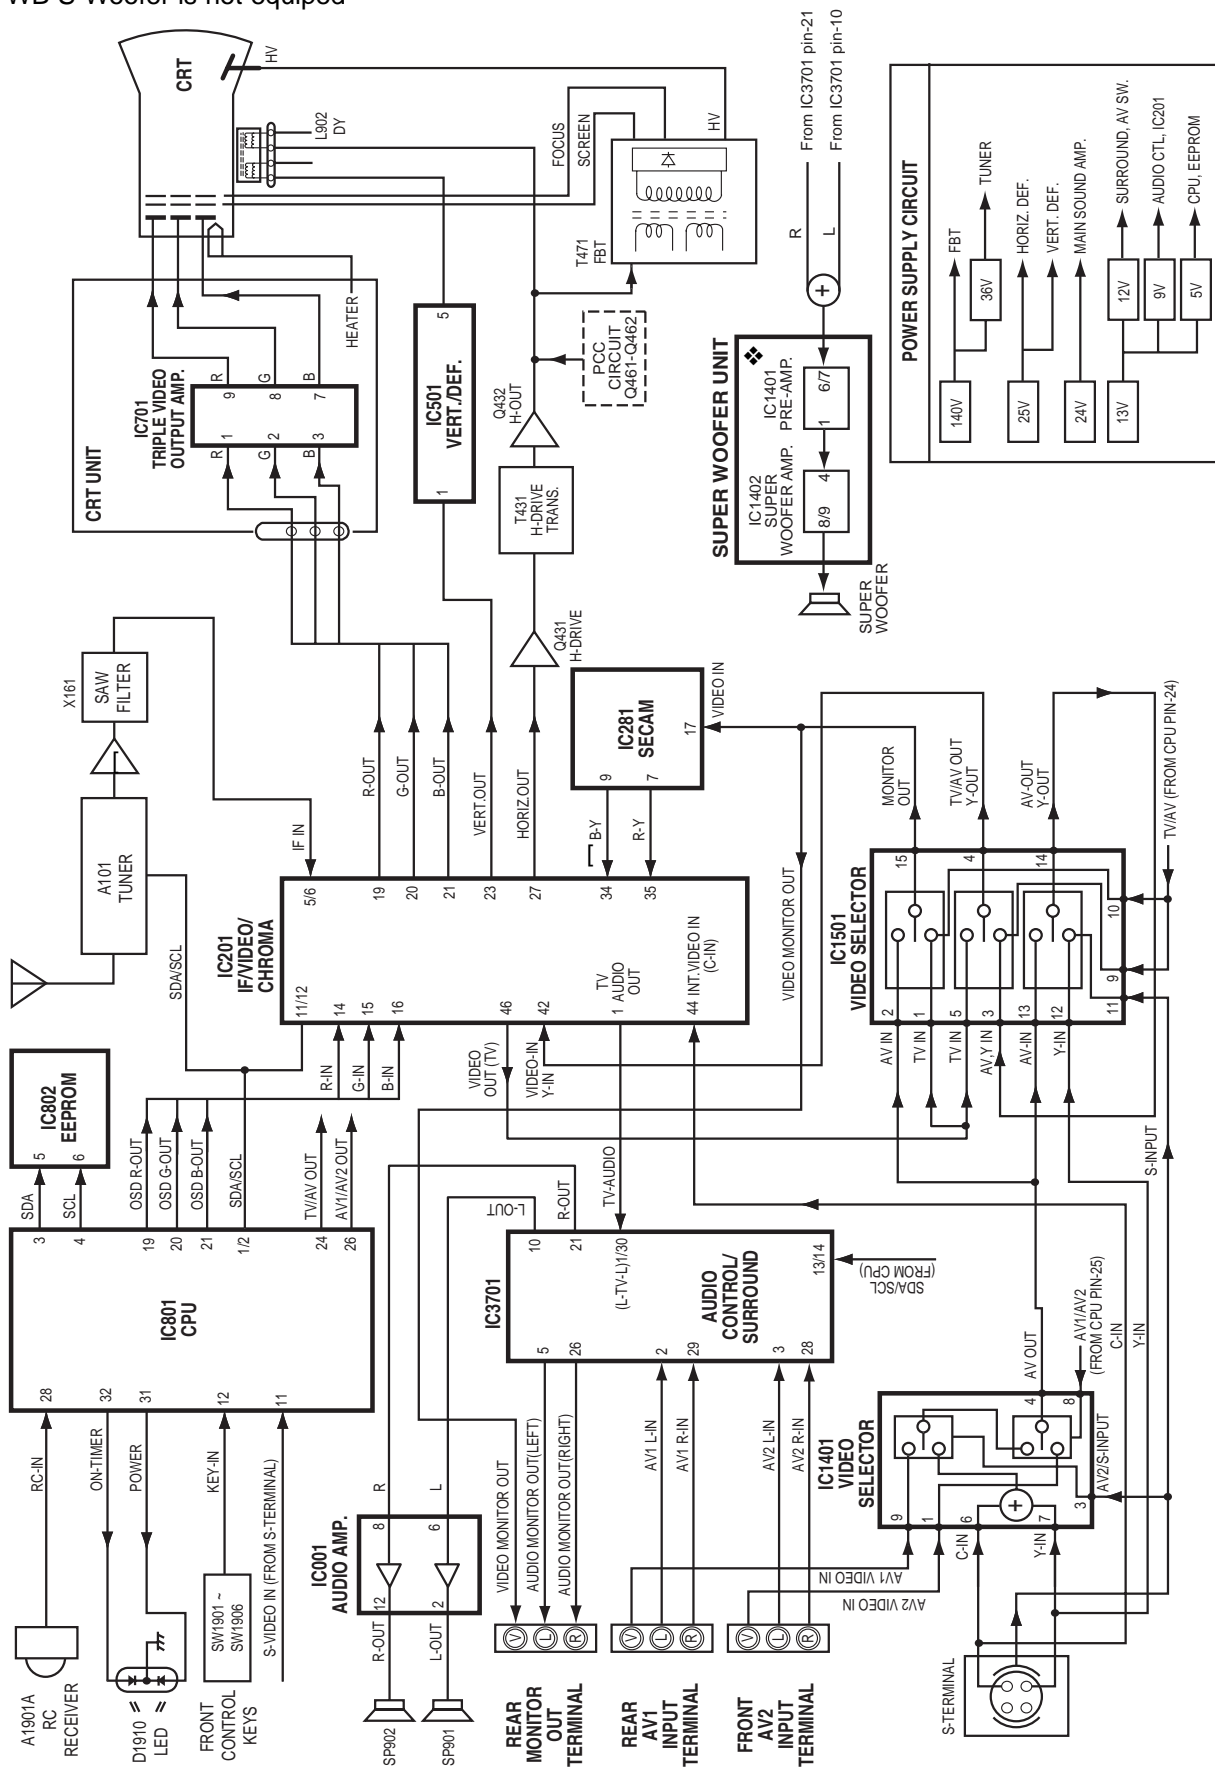 WB S-Woofer is not equiped
A1901A
RC
RECEIVER
D1910
LED
FRONT
CONTROL
KEYS
SW1901 ~
SW1906
RC-IN
ON-TIMER
POWER
KEY-IN
S-VIDEO IN (FROM S-TERMINAL)
28
32
31
12
11
IC801
CPU
3
4
19
20
21
1/2
24
26
SDA
SCL
OSD R-OUT
OSD G-OUT
OSD B-OUT
SDA/SCL
TV/AV OUT
AV1/AV2 OUT
5
6
IC802
EEPROM
A101
TUNER
SDA/SCL
X161
SAW
FILTER
IF IN
R-IN
G-IN
B-IN
11/12
14
15
16
46
42
1
44
IC201
IF/VIDEO/
CHROMA
TV
AUDIO
OUT
INT.VIDEO IN
(C-IN)
5/6
19
20
21
23
27
34
35
R-OUT
G-OUT
B-OUT
VERT.OUT
HORIZ.OUT
B-Y
R-Y
VIDEO
OUT (TV)
VIDEO-IN
Y-IN
TV-AUDIO
CRT UNIT
IC701
TRIPLE VIDEO
OUTPUT AMP.
R
G
B
1
2
3
9
8
7
R
G
B
HEATER
CRT
HV
L902
DY
FOCUS
SCREEN
HV
T471
FBT
IC501
VERT./DEF.
1
5
Q431
H-DRIVE
T431
H-DRIVE
TRANS.
Q432
H-OUT
PCC
CIRCUIT
Q461-Q462
IC281
SECAM
9
7
17
VIDEO IN
VIDEO MONITOR OUT
SUPER WOOFER UNIT
IC1402
SUPER
WOOFER AMP.
IC1401
PRE-AMP.
8/9
4
1
6/7
SUPER
WOOFER
R
L
From IC3701 pin-21
From IC3701 pin-10
POWER SUPPLY CIRCUIT
140V
36V
25V
24V
13V
12V
9V
5V
FBT
TUNER
HORIZ. DEF.
VERT. DEF.
MAIN SOUND AMP.
SURROUND, AV SW.
AUDIO CTL, IC201
CPU, EEPROM
SP902
SP901
R-OUT
L-OUT
IC001
AUDIO AMP.
12
2
8
6
R
L
L-OUT
R-OUT
IC3701
AUDIO
CONTROL/
SURROUND
10
21
(L-TV-L)1/30
13/14
5
26
2
29
3
28
SDA/SCL
(FROM CPU)
VIDEO MONITOR OUT
AUDIO MONITOR OUT(LEFT)
AUDIO MONITOR OUT(RIGHT)
AV1 L-IN
AV1 R-IN
AV2 L-IN
AV2 R-IN
REAR
MONITOR
OUT
TERMINAL
V
L
R
REAR
AV1
INPUT
TERMINAL
V
L
R
FRONT
AV2
INPUT
TERMINAL
V
L
R
AV1 VIDEO IN
AV2 VIDEO IN
IC1401
VIDEO
SELECTOR
9
1
6
7
4
8
3
C-IN
Y-IN
AV OUT
AV1/AV2
(FROM CPU PIN-25)
AV2/S-INPUT
C-IN
Y-IN
S-INPUT
S-TERMINAL
IC1501
VIDEO SELECTOR
2
1
5
3
13
12
15
4
14
10
9
11
AV IN
TV IN
TV IN
AV,Y IN
AV-IN
Y-IN
MONITOR
OUT
TV/AV OUT
Y-OUT
AV-OUT
Y-OUT
TV/AV (FROM CPU PIN-24)